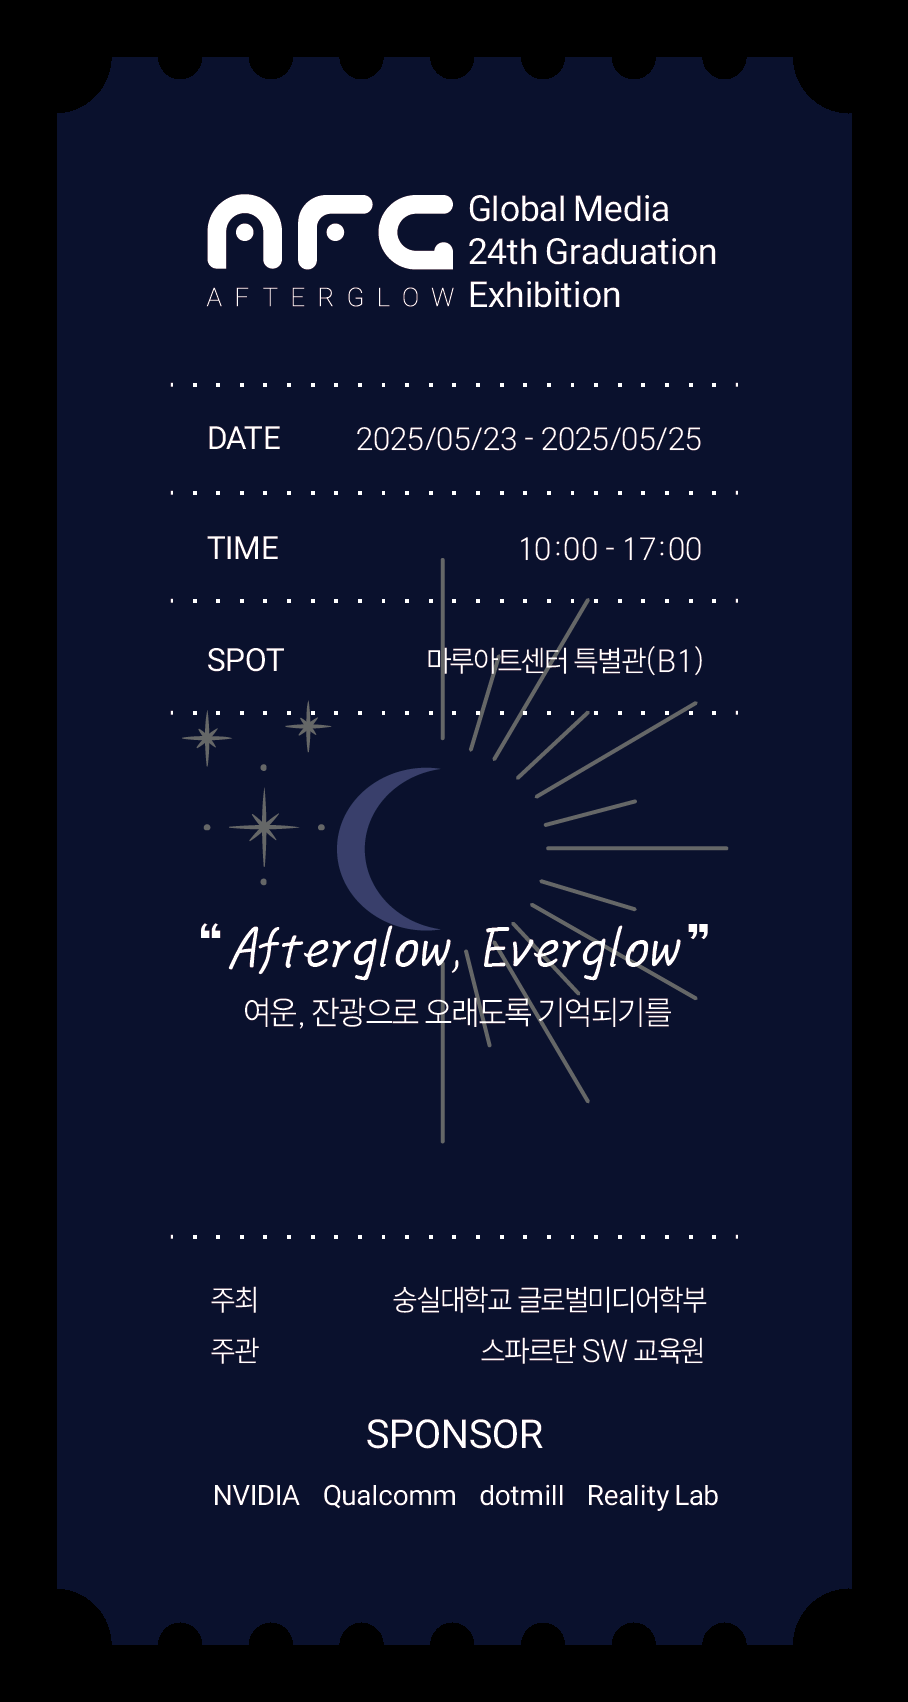 AFG Global Media
24th Graduation
AFTERGLOW Exhibition
DATE 2025/05/23 - 2025/05/25
TIME 10:00 - 17:00
SPOT 마루아트센터 특별관(B1)
“Afterglow, Everglow”
여운, 잔광으로 오래도록 기억되기를
주최 숭실대학교 글로벌미디어학부
주관 스파르탄 SW 교육원
SPONSOR
NVIDIA Qualcomm dotmill Reality Lab